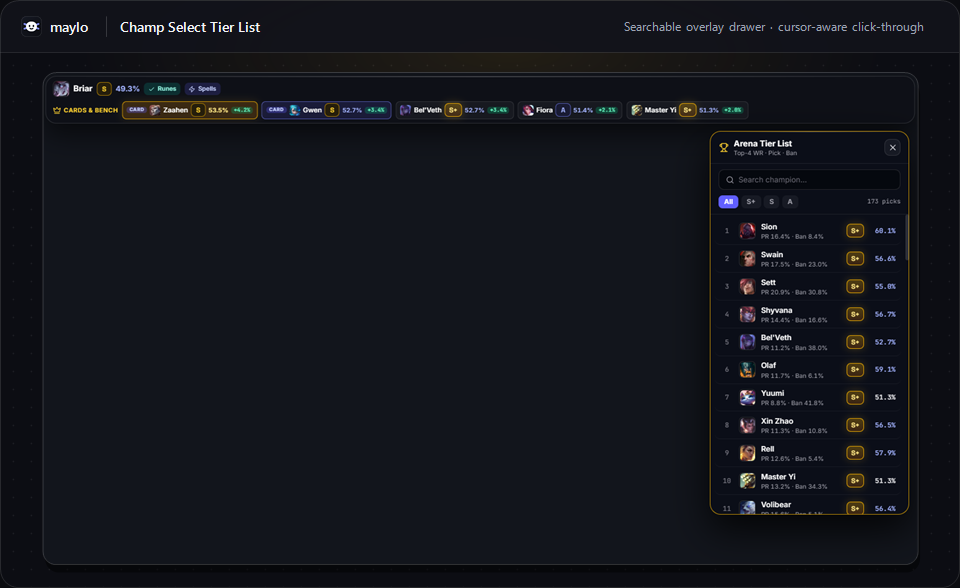 maylo Champ Select Tier List Searchable overlay drawer · cursor-aware click-through
Briar S 49.3% ✓ Runes Spells
CARDS & BENCH CARD Zaahen S 53.5% +4.2% CARD Gwen S 52.7% +3.4% Bel'Veth S+ 52.7% +3.4% Fiora A 51.4% +2.1% Master Yi S+ 51.3% +2.0%
Arena Tier List
Top-4 WR · Pick · Ban
Search champion...
All S+ S A 173 picks
1 Sion S+ 60.1%
PR 16.4% · Ban 8.4%
2 Swain S+ 56.6%
PR 17.5% · Ban 23.0%
3 Sett S+ 55.0%
PR 20.9% · Ban 30.8%
4 Shyvana S+ 56.7%
PR 14.4% · Ban 16.6%
5 Bel'Veth S+ 52.7%
PR 11.2% · Ban 38.0%
6 Olaf S+ 59.1%
PR 11.7% · Ban 6.1%
7 Yuumi S+ 51.3%
PR 6.8% · Ban 41.8%
8 Xin Zhao S+ 56.5%
PR 11.3% · Ban 10.8%
9 Rell S+ 57.9%
PR 12.6% · Ban 5.4%
10 Master Yi S+ 51.3%
PR 13.2% · Ban 34.3%
11 Volibear S+ 56.4%